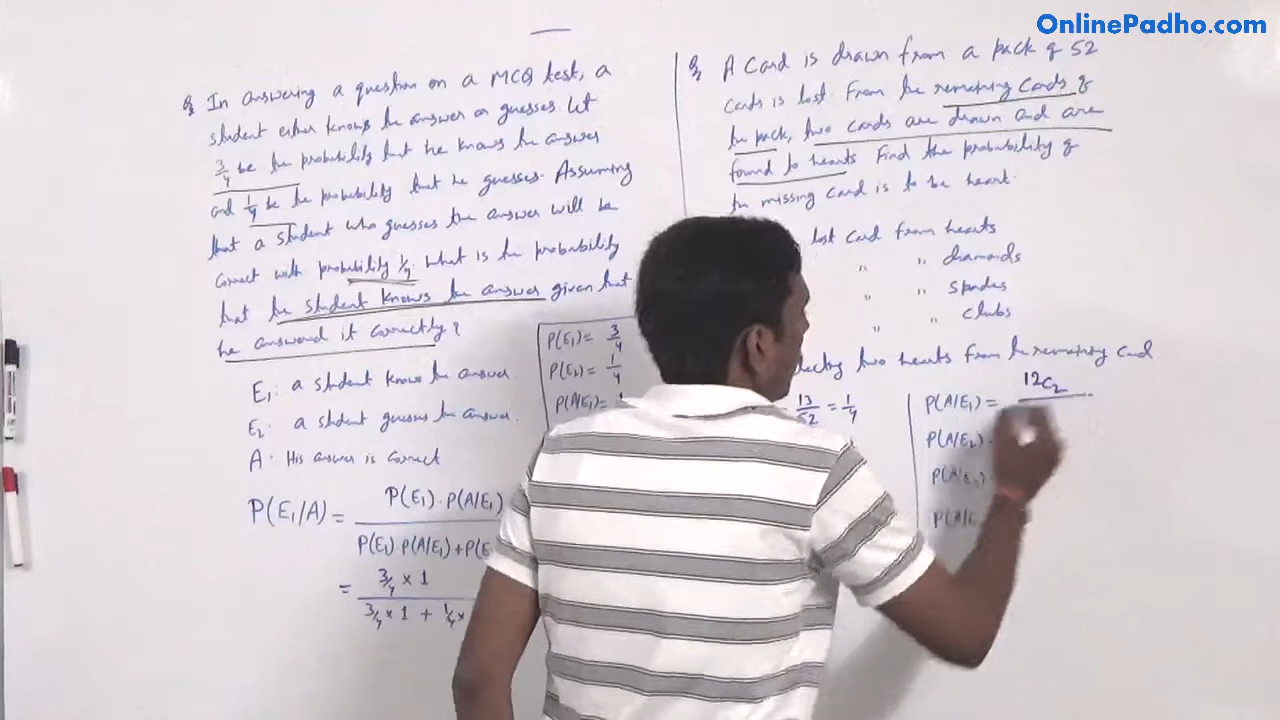 OnlinePadho.com
Q In answering a question on a MCQ test, a
student either knows the answer or guesses. Let
3/4 be the probability that he knows the answer
and 1/4 be the probability that he guesses. Assuming
that a student who guesses the answer will be
correct with probability 1/4. What is the probability
that the student knows the answer given that
he answered it correctly?
E1: a student knows the answer.
E2: a student guesses the answer.
A: His answer is correct
P(E1/A) = P(E1) · P(A/E1)
P(E1) · P(A/E1) + P(E
= 3/4 × 1
3/4 × 1 + 1/4 ×
P(E1) = 3/4
P(E2) = 1/4
P(A/E1) =
Q A Card is drawn from a pack of 52
cards is lost. From the remaining cards of
the pack, two cards are drawn and are
found to hearts Find the probability of
the missing card is to be heart.
lost card from hearts
" " diamonds
" " spades
" " clubs
lecting two hearts from the remaining card
13/52 = 1/4
P(A/E1) = 12C2
P(A/E2)
P(A/E3)
P(A/E